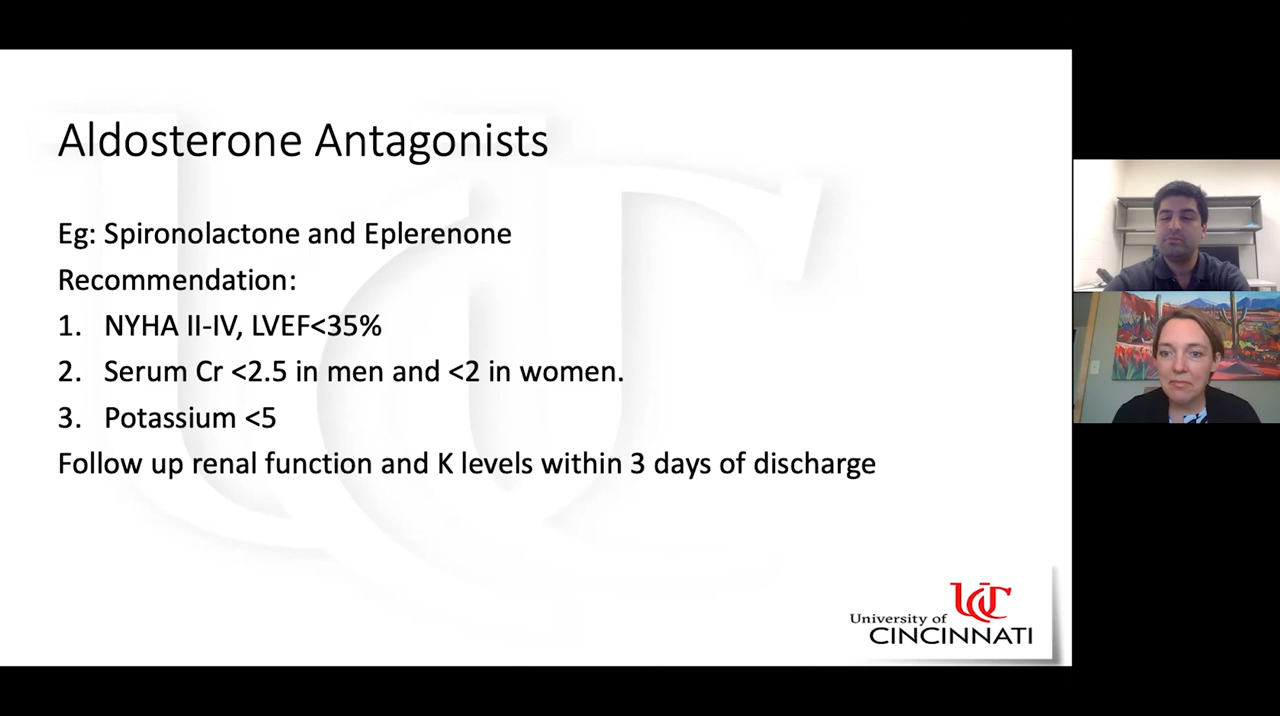 Aldosterone Antagonists
Eg: Spironolactone and Eplerenone
Recommendation:
1. NYHA II-IV, LVEF<35%
2. Serum Cr <2.5 in men and <2 in women.
3. Potassium <5
Follow up renal function and K levels within 3 days of discharge
UC
University of
CINCINNATI